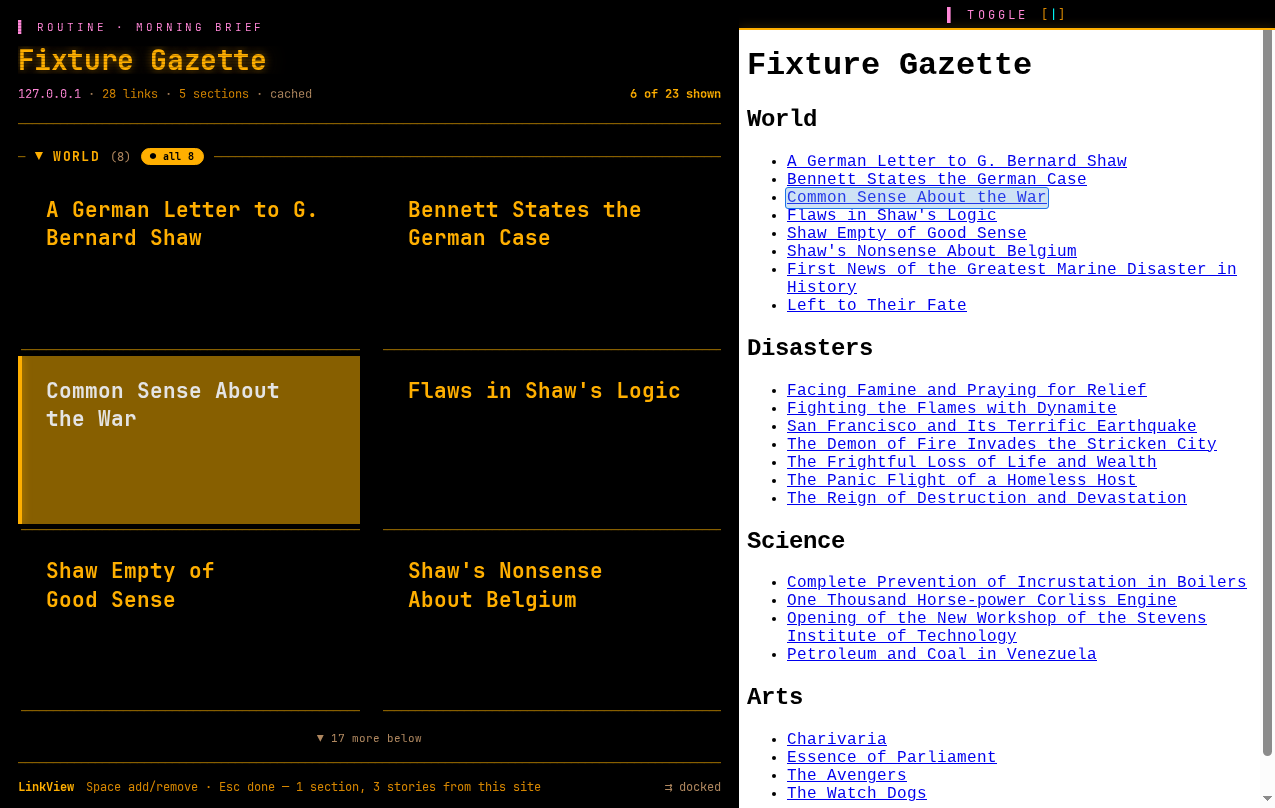 ROUTINE · MORNING BRIEF
Fixture Gazette
127.0.0.1 · 28 links · 5 sections · cached
6 of 23 shown
▼ WORLD (8) ● all 8
A German Letter to G.
Bernard Shaw
Bennett States the
German Case
Common Sense About
the War
Flaws in Shaw's Logic
Shaw Empty of
Good Sense
Shaw's Nonsense
About Belgium
▼ 17 more below
LinkView Space add/remove · Esc done — 1 section, 3 stories from this site
⇉ docked
TOGGLE [|]
Fixture Gazette
World
• A German Letter to G. Bernard Shaw
• Bennett States the German Case
• Common Sense About the War
• Flaws in Shaw's Logic
• Shaw Empty of Good Sense
• Shaw's Nonsense About Belgium
• First News of the Greatest Marine Disaster in
History
• Left to Their Fate
Disasters
• Facing Famine and Praying for Relief
• Fighting the Flames with Dynamite
• San Francisco and Its Terrific Earthquake
• The Demon of Fire Invades the Stricken City
• The Frightful Loss of Life and Wealth
• The Panic Flight of a Homeless Host
• The Reign of Destruction and Devastation
Science
• Complete Prevention of Incrustation in Boilers
• One Thousand Horse-power Corliss Engine
• Opening of the New Workshop of the Stevens
Institute of Technology
• Petroleum and Coal in Venezuela
Arts
• Charivaria
• Essence of Parliament
• The Avengers
• The Watch Dogs